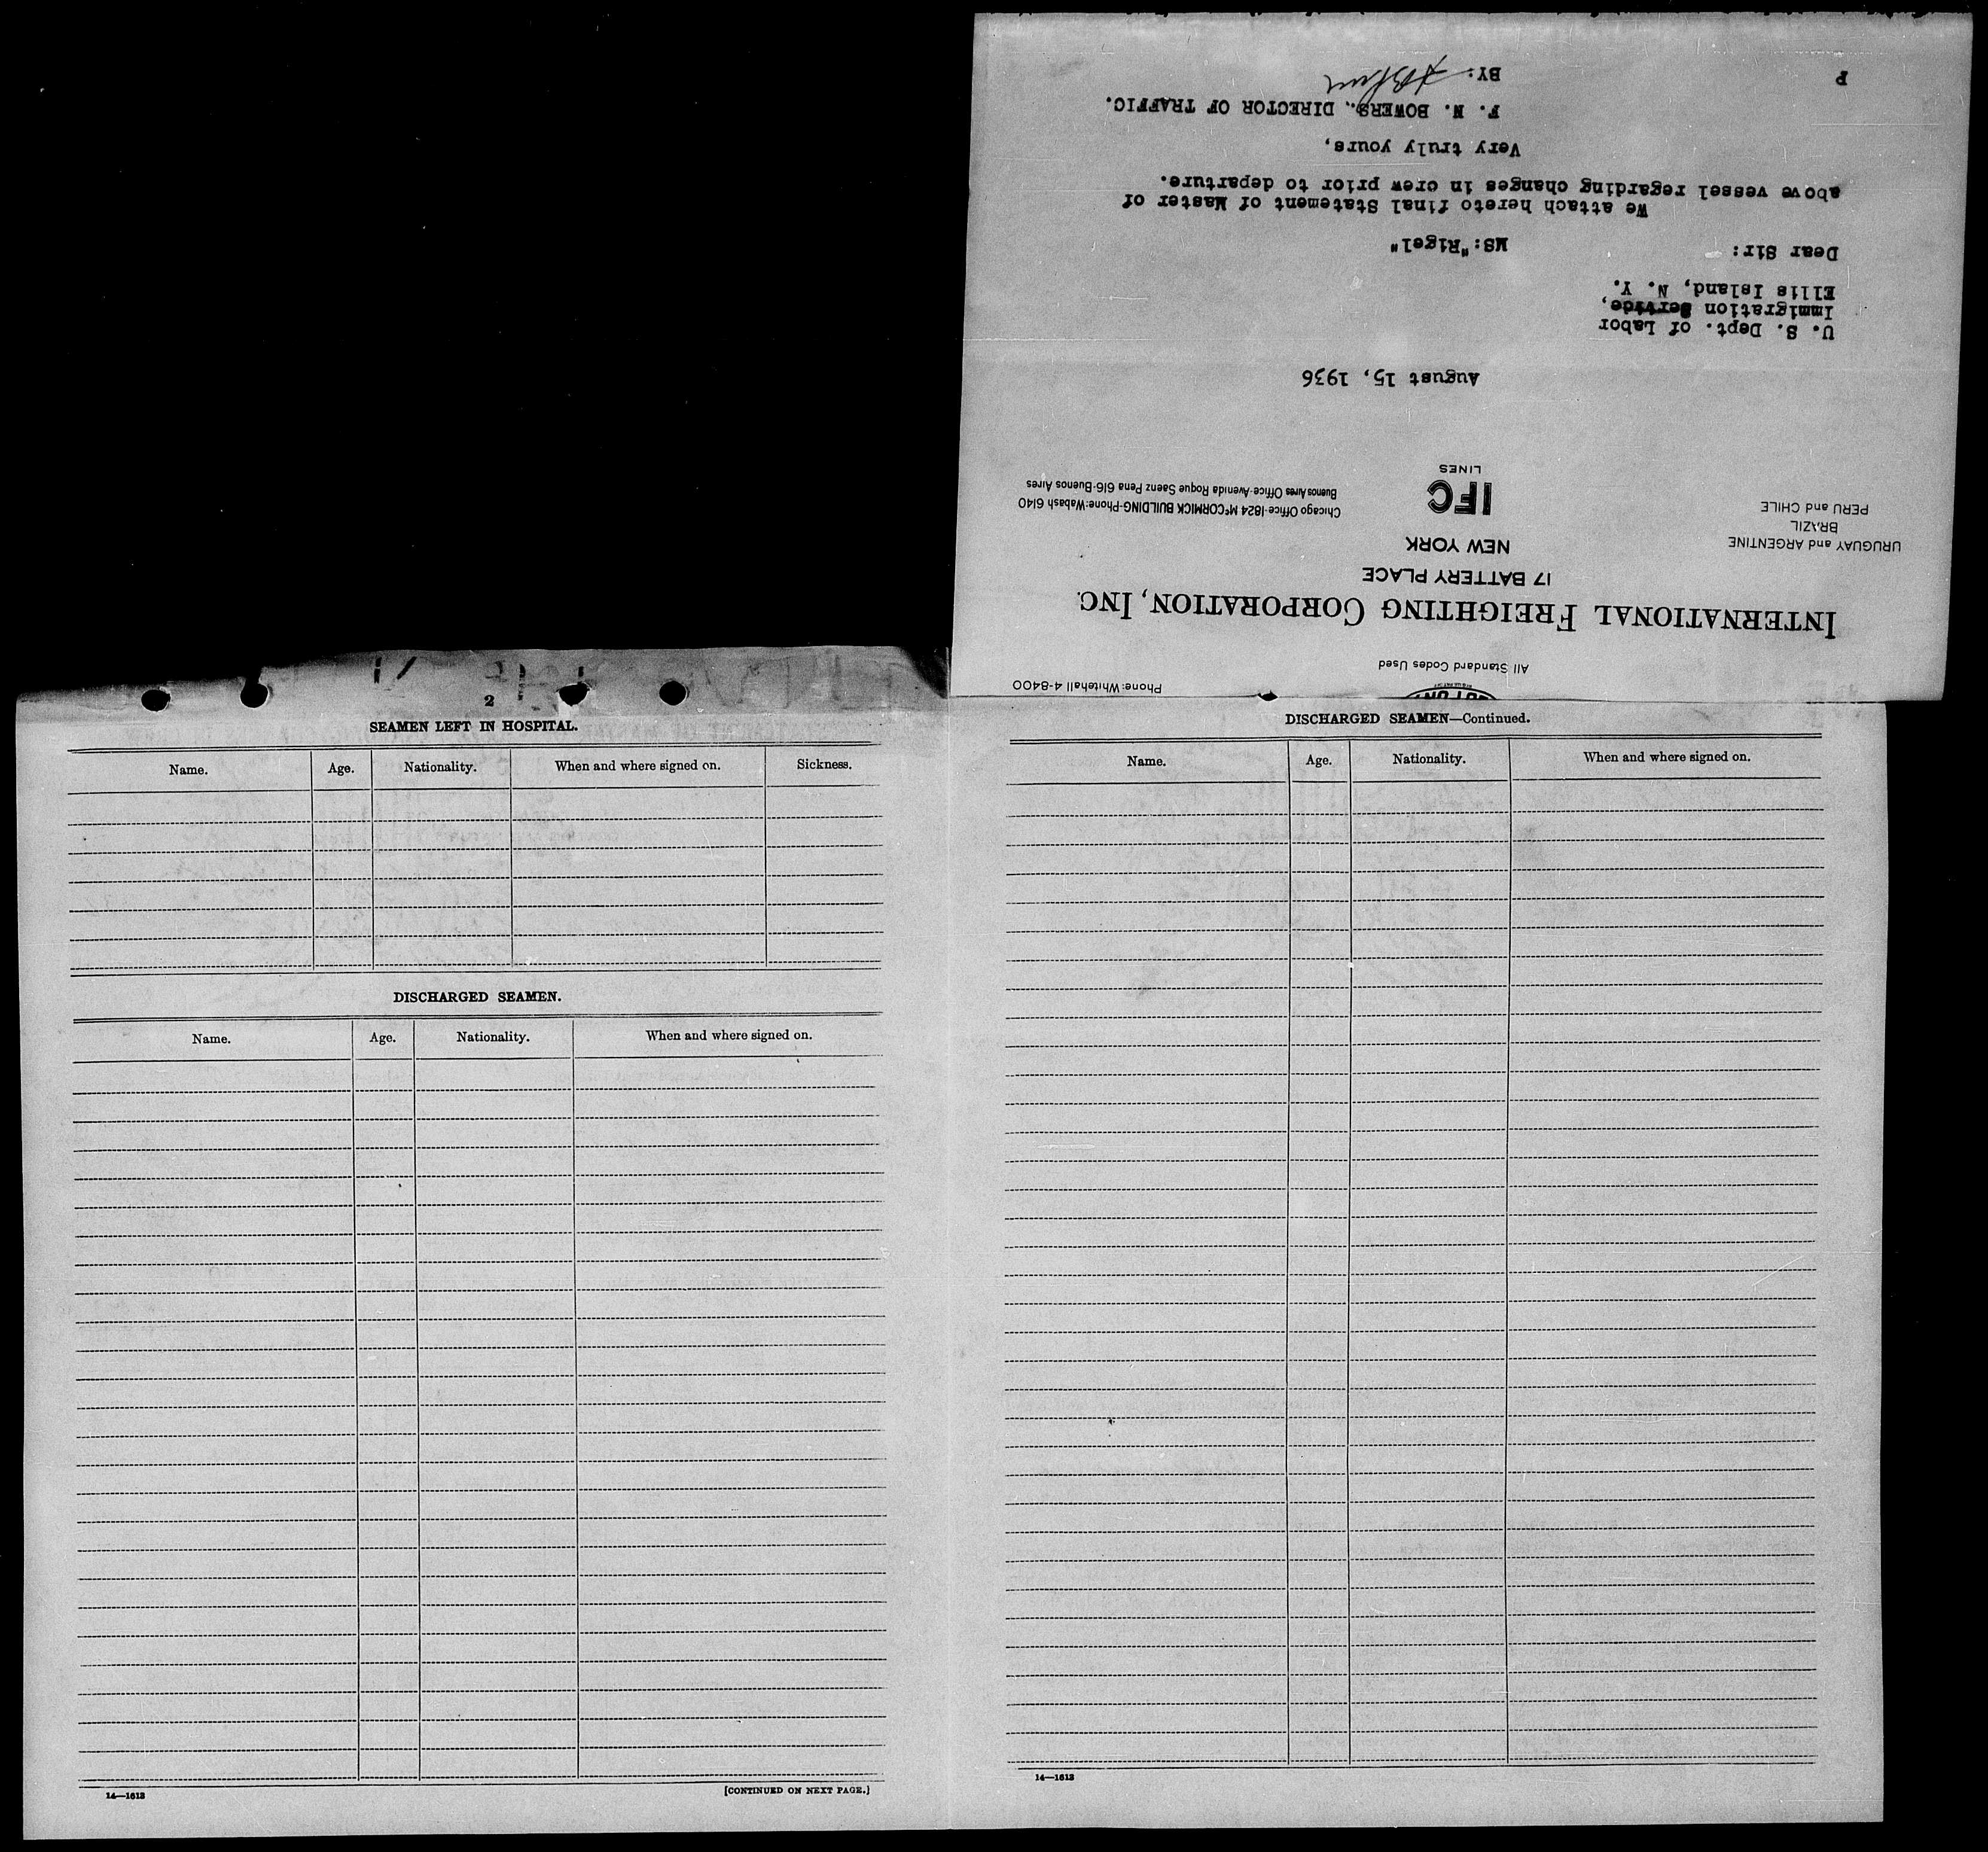 Phone: Whitehall 4-8400
All Standard Codes Used
INTERNATIONAL FREIGHTING CORPORATION, INC.
17 BATTERY PLACE
NEW YORK
URUGUAY and ARGENTINE
BRAZIL
PERU and CHILE
IFC
LINES
Chicago Office-1824 McCORMICK BUILDING-Phone: Wabash 6140
Buenos Aires Office-Avenida Roque Saenz Pena 616-Buenos Aires
August 15, 1936
U. S. Dept. of Labor
Immigration Service,
Ellis Island, N. Y.
Dear Sir: MS: "Rigel"
We attach hereto final Statement of Master of
above vessel regarding changes in crew prior to departure.
Very truly yours,
F. N. BOWERS, DIRECTOR OF TRAFFIC.
BY:
P
2
SEAMEN LEFT IN HOSPITAL.
Name. Age. Nationality. When and where signed on. Sickness.
DISCHARGED SEAMEN.
Name. Age. Nationality. When and where signed on.
14—1613 [CONTINUED ON NEXT PAGE.]
DISCHARGED SEAMEN—Continued.
Name. Age. Nationality. When and where signed on.
14—1613